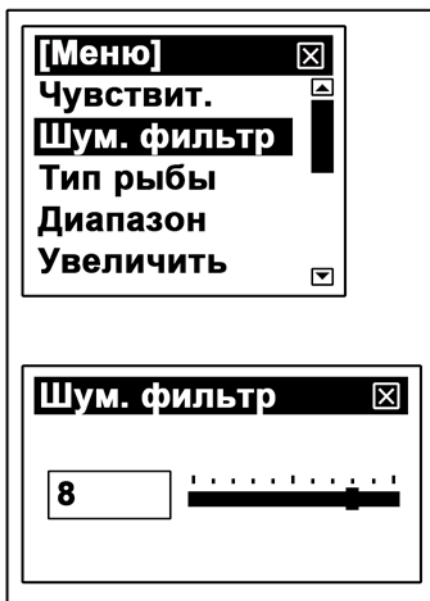 [Меню]
Чувствит.
Шум. фильтр
Тип рыбы
Диапазон
Увеличить
Шум. фильтр
8